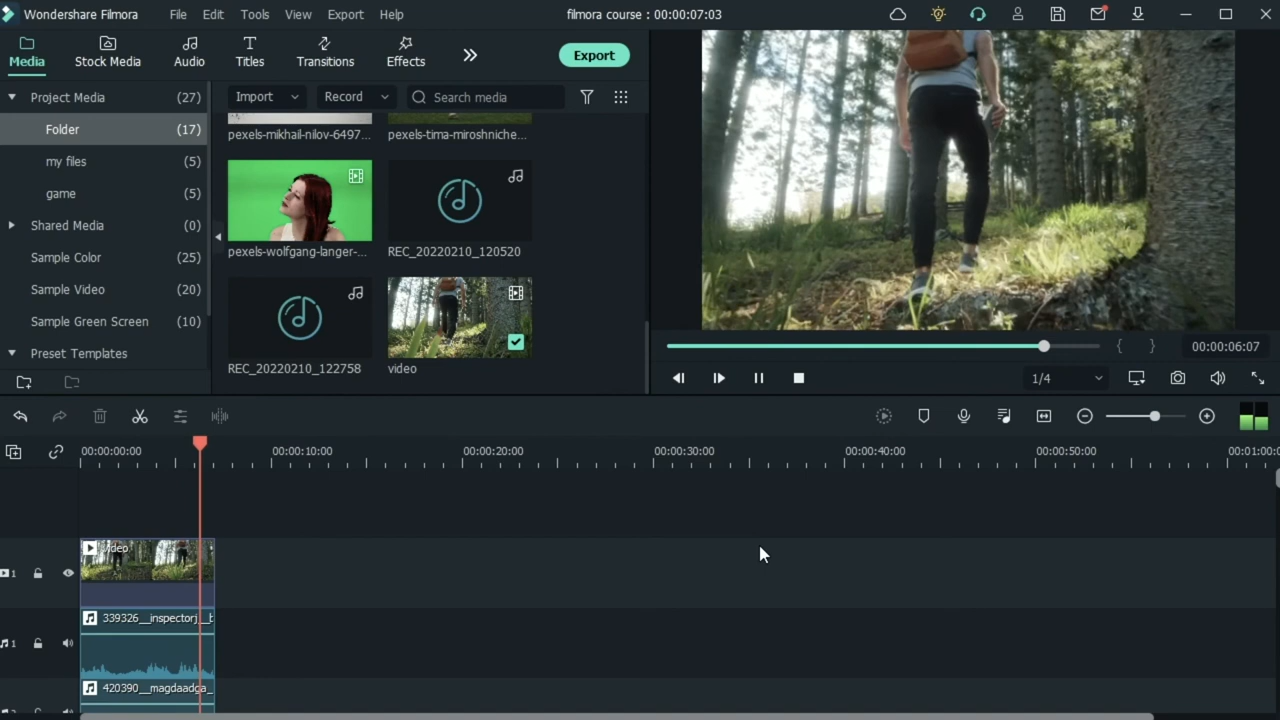 Wondershare Filmora File Edit Tools View Export Help filmora course : 00:00:07:03
Media Stock Media Audio Titles Transitions Effects Export
Project Media (27)
Folder (17)
my files (5)
game (5)
Shared Media (0)
Sample Color (25)
Sample Video (20)
Sample Green Screen (10)
Preset Templates
Import Record Search media
pexels-mikhail-nilov-6497... pexels-tima-miroshniche...
pexels-wolfgang-langer-... REC_20220210_120520
REC_20220210_122758 video
{ } 00:00:06:07
1/4
00:00:00:00 00:00:10:00 00:00:20:00 00:00:30:00 00:00:40:00 00:00:50:00 00:01:00:0
video
1
339326__inspectorj__b
1
420390__magdaadga_